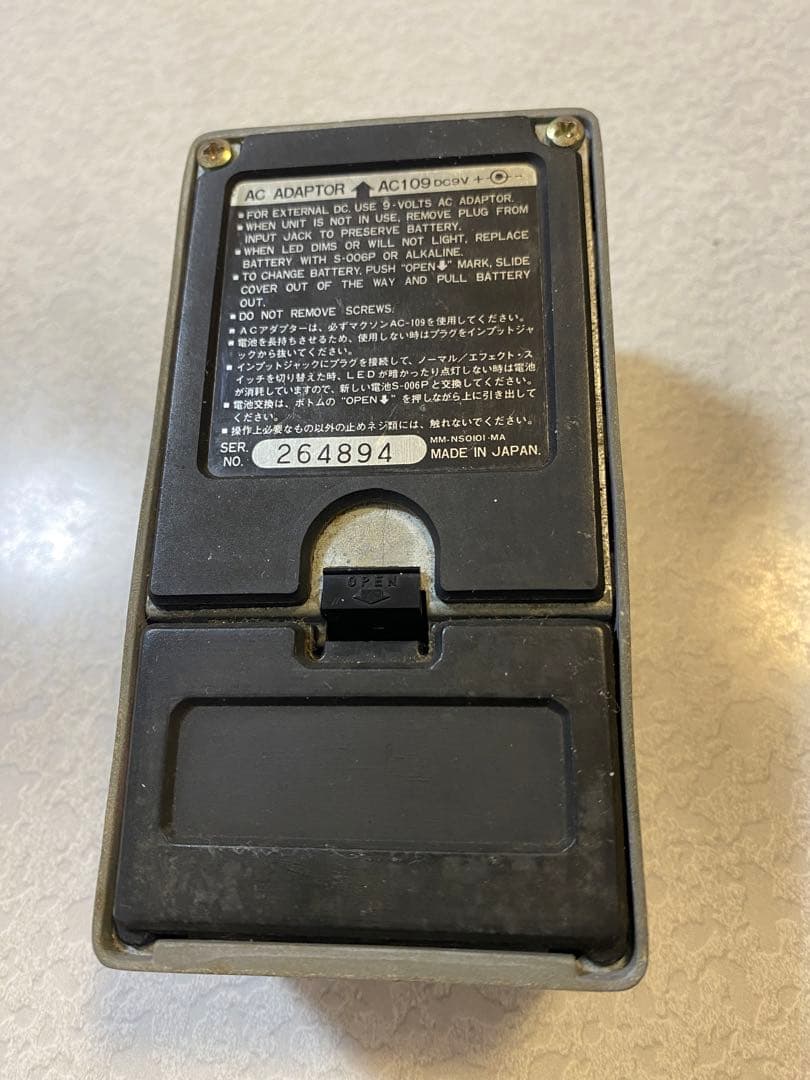 AC ADAPTOR ⬆ AC109 DC9V +-
▪ FOR EXTERNAL DC, USE 9-VOLTS AC ADAPTOR.
▪ WHEN UNIT IS NOT IN USE, REMOVE PLUG FROM
INPUT JACK TO PRESERVE BATTERY.
▪ WHEN LED DIMS OR WILL NOT LIGHT, REPLACE
BATTERY WITH S-006P OR ALKALINE.
▪ TO CHANGE BATTERY, PUSH "OPEN⬇" MARK, SLIDE
COVER OUT OF THE WAY AND PULL BATTERY
OUT.
▪ DO NOT REMOVE SCREWS.
▪ ACアダプターは、必ずマクソンAC-109を使用してください。
▪ 電池を長持ちさせるため、使用しない時はプラグをインプットジャ
ックから抜いてください。
▪ インプットジャックにプラグを接続して、ノーマル/エフェクト・ス
イッチを切り替えた時、LEDが暗かったり点灯しない時は電池
が消耗していますので、新しい電池S-006Pと交換してください。
▪ 電池交換は、ボトムの"OPEN⬇"を押しながら上に引き出して
ください。
▪ 操作上必要なもの以外の止めネジ類には、触れないでください。
SER. NO. 264894
MM-NS0101-MA
MADE IN JAPAN.
OPEN